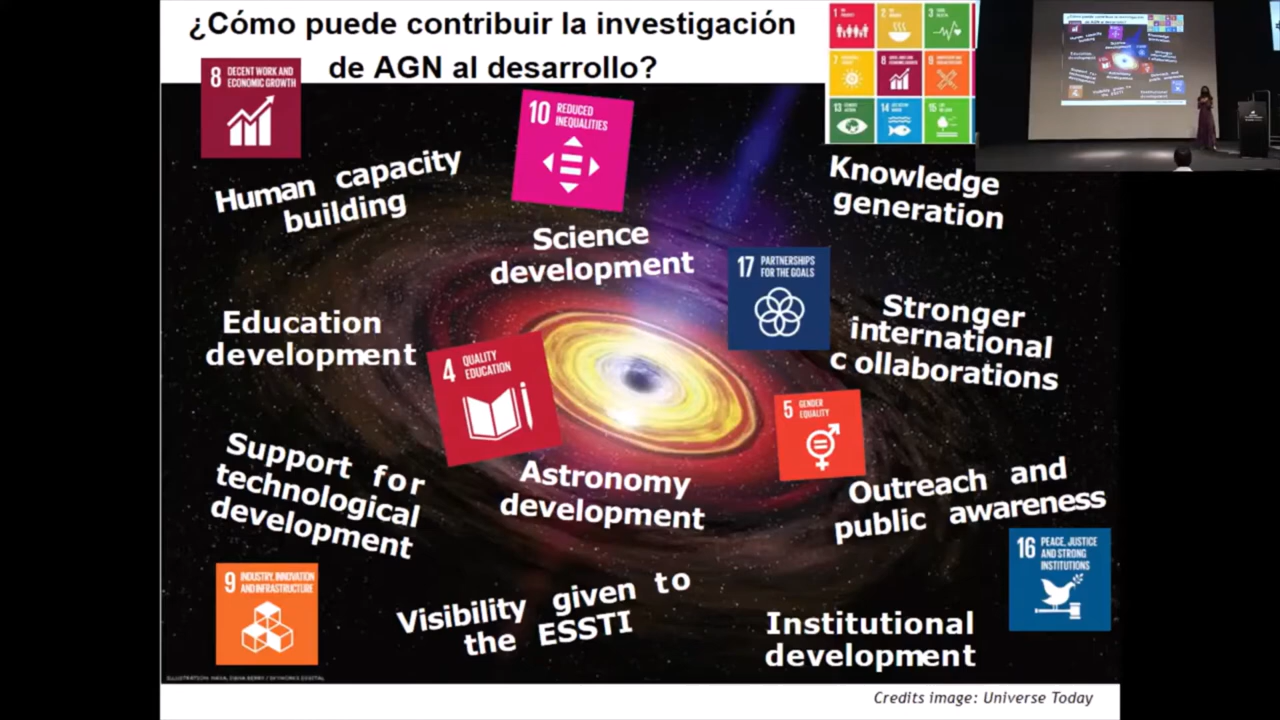 ¿Cómo puede contribuir la investigación
de AGN al desarrollo?
8 DECENT WORK AND
ECONOMIC GROWTH
10 REDUCED
INEQUALITIES
Human capacity
building
Knowledge
generation
Science
development
17 PARTNERSHIPS
FOR THE GOALS
Education
development
Stronger
international
c ollaborations
4 QUALITY
EDUCATION
5 GENDER
EQUALITY
Support for
technological
development
Astronomy
development
Outreach and
public awareness
16 PEACE, JUSTICE
AND STRONG
INSTITUTIONS
9 INDUSTRY, INNOVATION
AND INFRASTRUCTURE
Visibility given to
the ESSTI
Institutional
development
Credits image: Universe Today